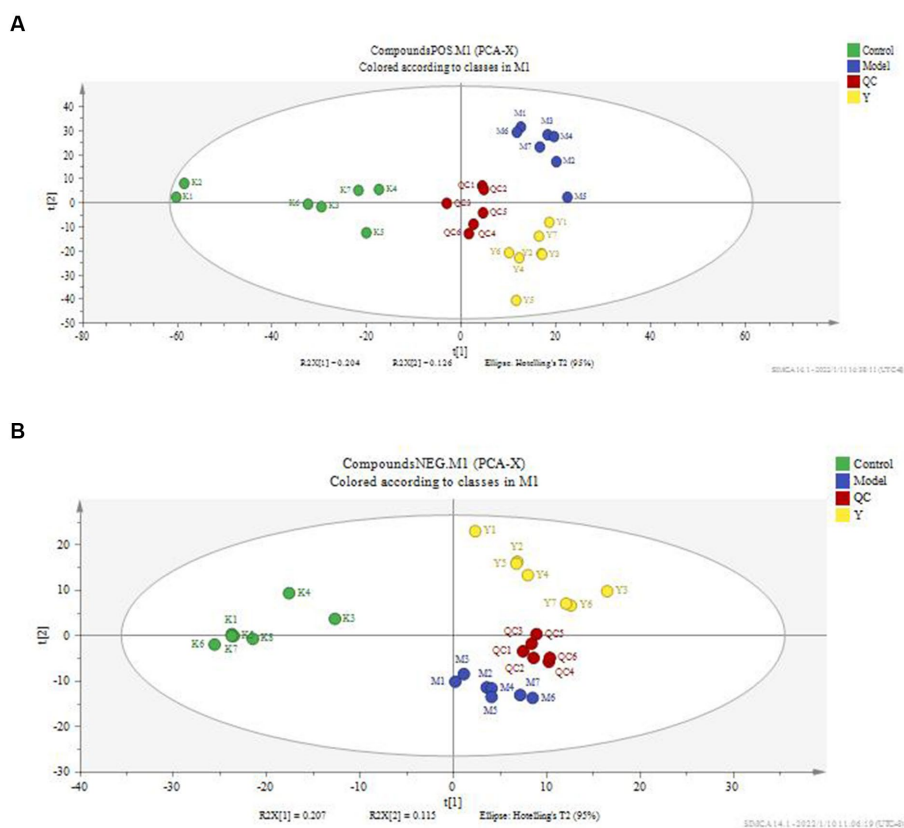 A
CompoundsPOS.M1 (PCA-X)
Colored according to classes in M1
Control
Model
QC
Y
40
30
20
10
0
-10
-20
-30
-40
-50
t[2]
K2
K1
K6
K3
K7
K4
K5
QC1
QC2
QC3
QC5
QC6
QC4
M1
M6
M3
M4
M7
M2
M5
Y1
Y7
Y6
Y2
Y3
Y4
Y5
-80
-60
-40
-20
0
20
40
60
80
t[1]
R2X[1] = 0.204
R2X[2] = 0.126
Ellipse: Hotelling's T2 (95%)
B
CompoundsNEG.M1 (PCA-X)
Colored according to classes in M1
Control
Model
QC
Y
20
10
0
-10
-20
-30
t[2]
Y1
Y2
Y5
Y4
Y3
Y7
Y6
K4
K3
K1
K6
K7
K8
QC3
QC5
QC1
QC6
QC2
QC4
M3
M1
M2
M4
M7
M5
M6
-40
-30
-20
-10
0
10
20
30
t[1]
R2X[1] = 0.207
R2X[2] = 0.115
Ellipse: Hotelling's T2 (95%)